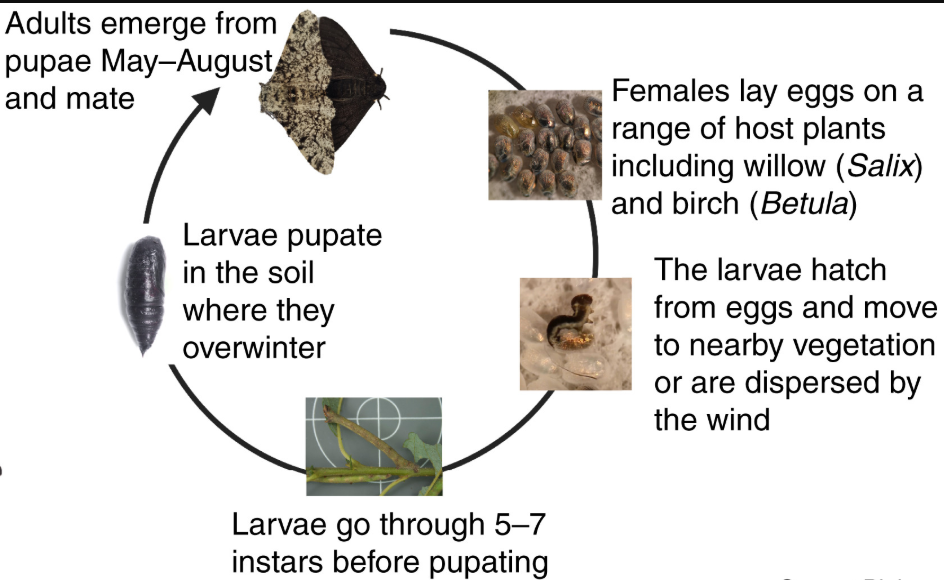 Adults emerge from
pupae May–August
and mate
Females lay eggs on a
range of host plants
including willow (Salix)
and birch (Betula)
The larvae hatch
from eggs and move
to nearby vegetation
or are dispersed by
the wind
Larvae go through 5–7
instars before pupating
Larvae pupate
in the soil
where they
overwinter